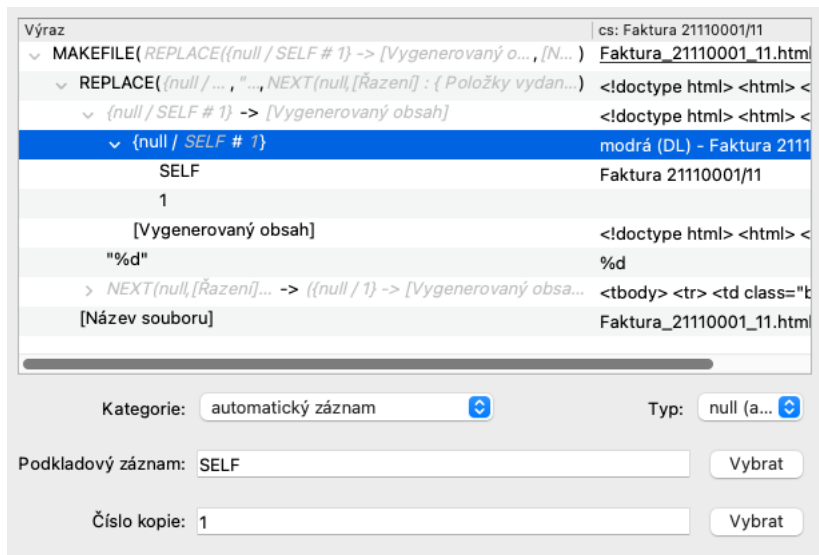 Výraz cs: Faktura 21110001/11
MAKEFILE( REPLACE({null / SELF # 1} -> [Vygenerovaný o... , [N... ) Faktura_21110001_11.html
REPLACE( {null / ... , "..., NEXT(null,[Řazení] : { Položky vydan...) <!doctype html> <html> <
{null / SELF # 1} -> [Vygenerovaný obsah] <!doctype html> <html> <
{null / SELF # 1} modrá (DL) - Faktura 2111
SELF Faktura 21110001/11
1
[Vygenerovaný obsah] <!doctype html> <html> <
"%d" %d
NEXT(null,[Řazení]... -> ({null / 1} -> [Vygenerovaný obsa... <tbody> <tr> <td class="b
[Název souboru] Faktura_21110001_11.html
Kategorie: automatický záznam Typ: null (a...
Podkladový záznam: SELF Vybrat
Číslo kopie: 1 Vybrat